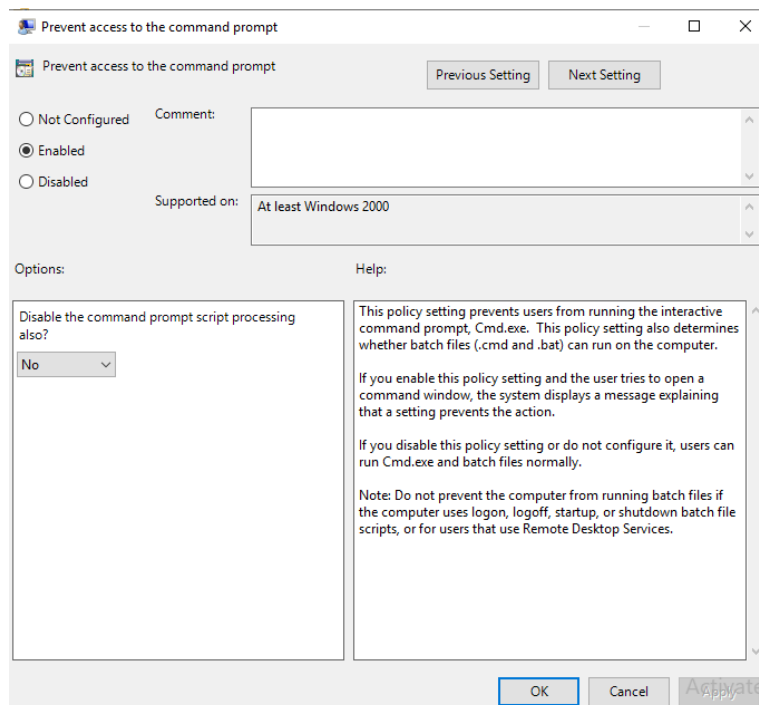 Prevent access to the command prompt
Prevent access to the command prompt
Previous Setting
Next Setting
Not Configured
Comment:
Enabled
Disabled
Supported on:
At least Windows 2000
Options:
Help:
Disable the command prompt script processing
also?
No
This policy setting prevents users from running the interactive
command prompt, Cmd.exe.  This policy setting also determines
whether batch files (.cmd and .bat) can run on the computer.
If you enable this policy setting and the user tries to open a
command window, the system displays a message explaining
that a setting prevents the action.
If you disable this policy setting or do not configure it, users can
run Cmd.exe and batch files normally.
Note: Do not prevent the computer from running batch files if
the computer uses logon, logoff, startup, or shutdown batch file
scripts, or for users that use Remote Desktop Services.
OK
Cancel
Apply
Activate